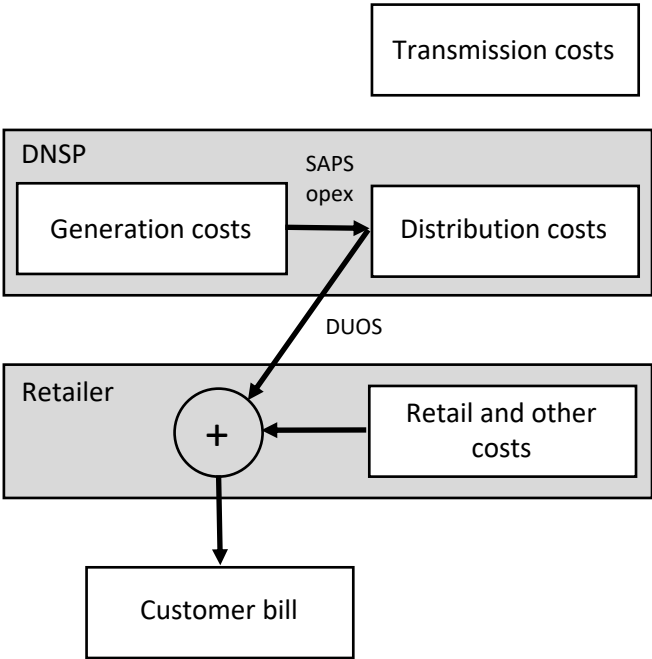 Transmission costs
DNSP
SAPS
opex
Generation costs
Distribution costs
DUOS
Retailer
+
Retail and other
costs
Customer bill